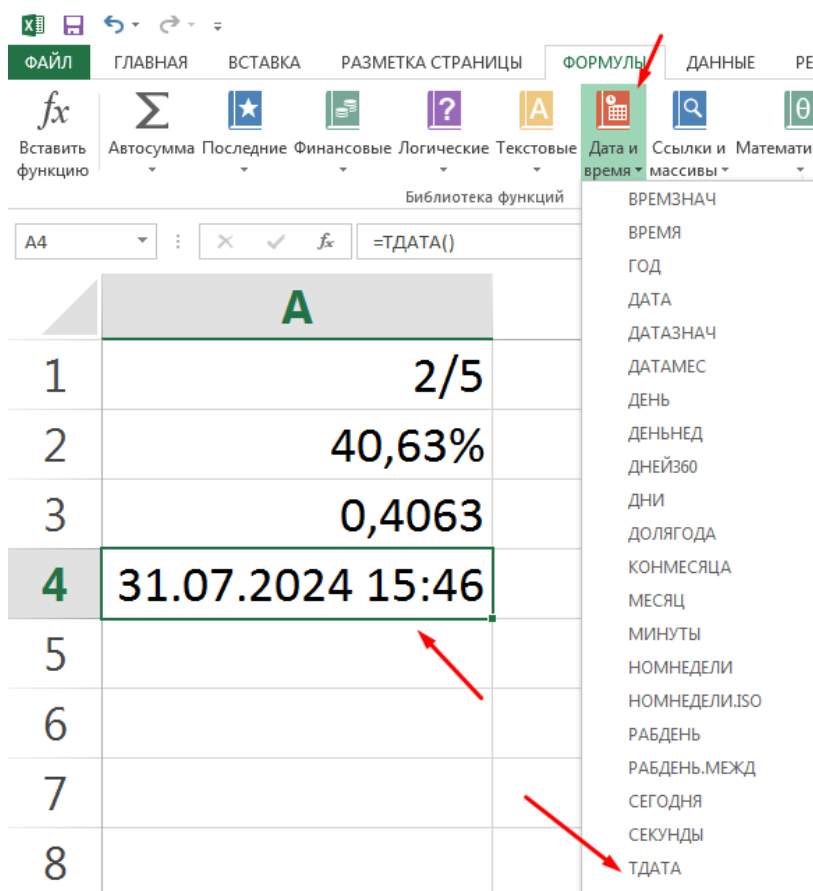 ФАЙЛ ГЛАВНАЯ ВСТАВКА РАЗМЕТКА СТРАНИЦЫ ФОРМУЛЫ ДАННЫЕ РЕ
fx Σ ? A θ
Вставить функцию
Автосумма Последние Финансовые Логические Текстовые
Дата и время
Ссылки и массивы
Математи
Библиотека функций
A4 fx =ТДАТА()
A
1 2/5
2 40,63%
3 0,4063
4 31.07.2024 15:46
5
6
7
8
ВРЕМЗНАЧ
ВРЕМЯ
ГОД
ДАТА
ДАТАЗНАЧ
ДАТАМЕС
ДЕНЬ
ДЕНЬНЕД
ДНЕЙ360
ДНИ
ДОЛЯГОДА
КОНМЕСЯЦА
МЕСЯЦ
МИНУТЫ
НОМНЕДЕЛИ
НОМНЕДЕЛИ.ISO
РАБДЕНЬ
РАБДЕНЬ.МЕЖД
СЕГОДНЯ
СЕКУНДЫ
ТДАТА